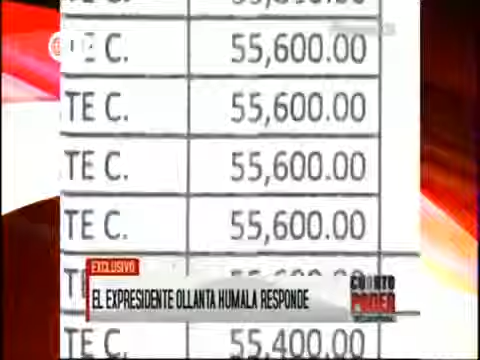 TE C. 55,600.00
TE C. 55,600.00
TE C. 55,600.00
TE C. 55,600.00
EXCLUSIVO
EL EXPRESIDENTE OLLANTA HUMALA RESPONDE
CUARTO
PODER
TE C. 55,400.00